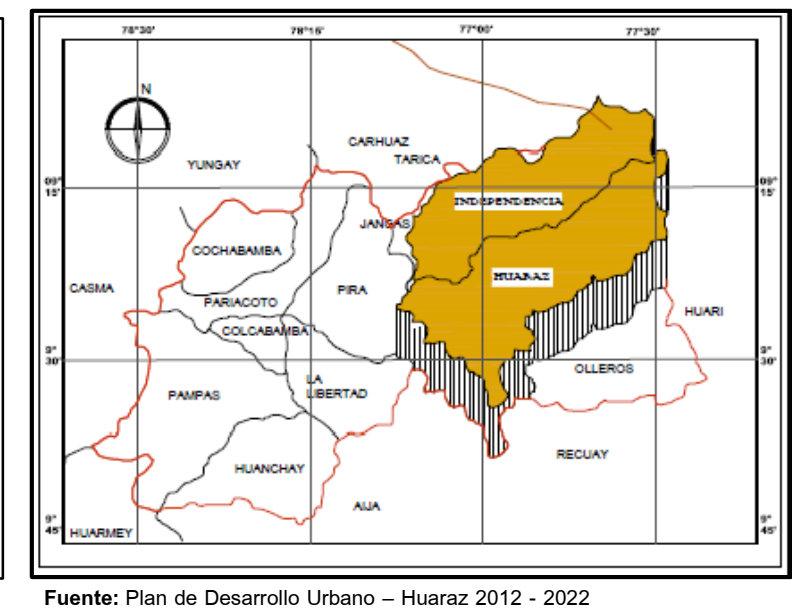 78°30' 78°15' 77°00' 77°30'
N
CARHUAZ
TARICA
YUNGAY
09° 15'
09° 15'
INDEPENDENCIA
JANGAS
COCHABAMBA
HUARAZ
CASMA
PIRA
PARIACOTO
HUARI
COLCABAMBA
9° 30'
9° 30'
OLLEROS
LA
LIBERTAD
PAMPAS
RECUAY
HUANCHAY
AIJA
9° 45'
9° 45'
HUARMEY
Fuente: Plan de Desarrollo Urbano – Huaraz 2012 - 2022